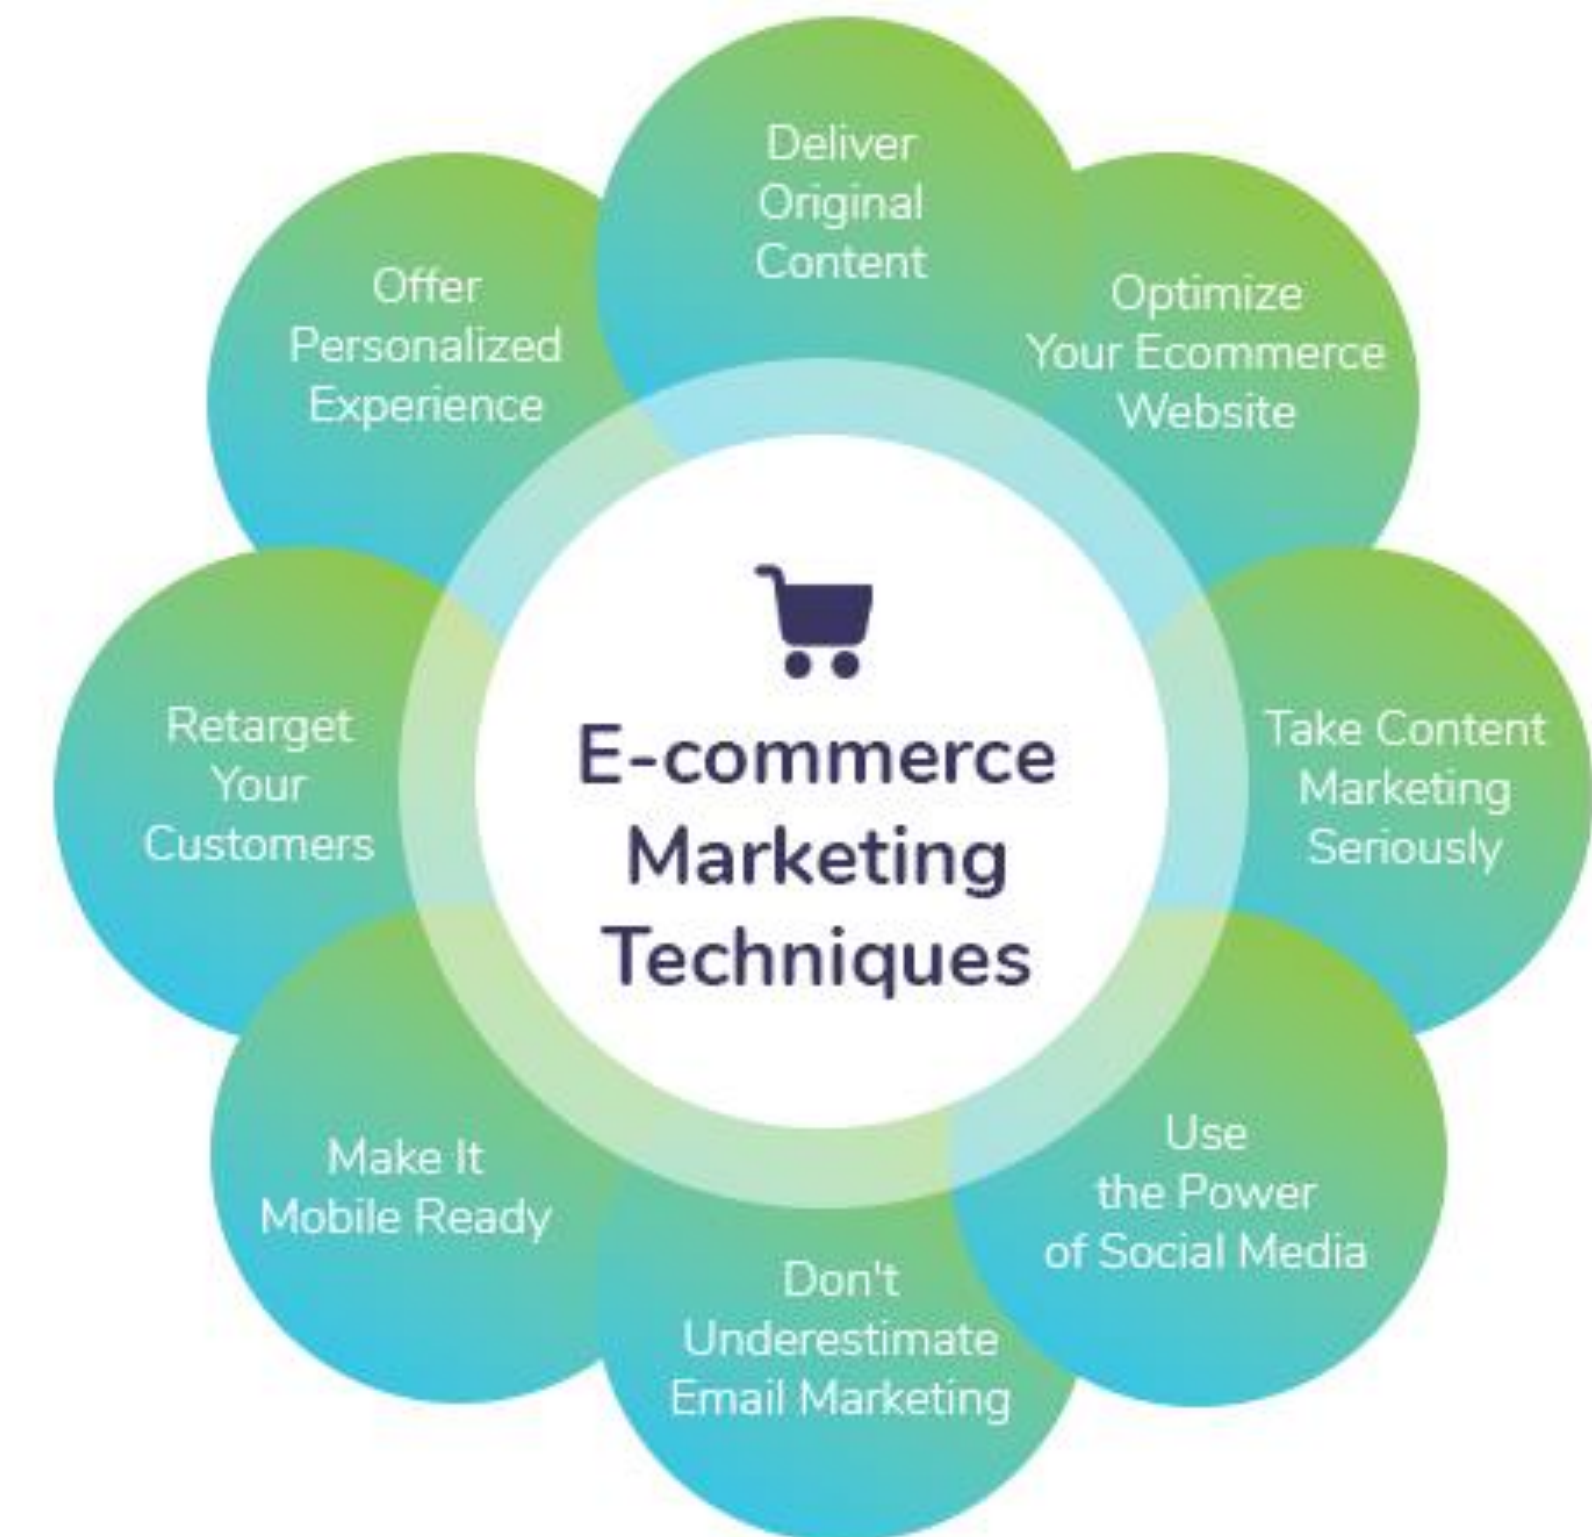 Deliver
Original
Content
Optimize
Your Ecommerce
Website
Take Content
Marketing
Seriously
Use
the Power
of Social Media
Don't
Underestimate
Email Marketing
Make It
Mobile Ready
Retarget
Your
Customers
Offer
Personalized
Experience
E-commerce
Marketing
Techniques